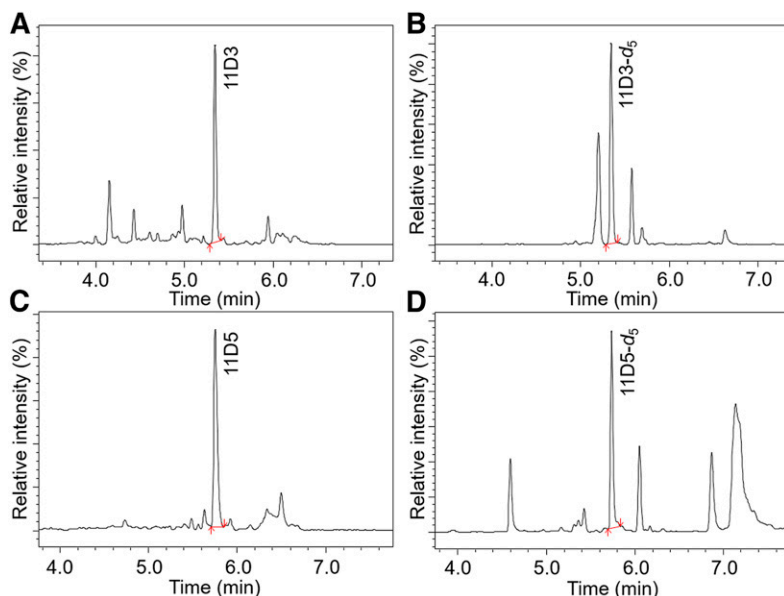 A
Relative intensity (%)
11D3
4.0 5.0 6.0 7.0
Time (min)
B
Relative intensity (%)
11D3-d5
4.0 5.0 6.0 7.0
Time (min)
C
Relative intensity (%)
11D5
4.0 5.0 6.0 7.0
Time (min)
D
Relative intensity (%)
11D5-d5
4.0 5.0 6.0 7.0
Time (min)